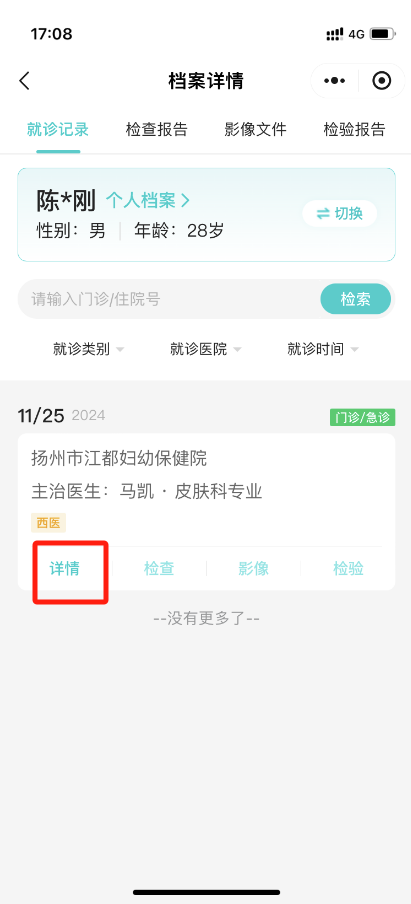 17:08 4G
档案详情
就诊记录 检查报告 影像文件 检验报告
陈*刚 个人档案
性别：男 年龄：28岁
切换
请输入门诊/住院号 检索
就诊类别 就诊医院 就诊时间
11/25 2024 门诊/急诊
扬州市江都妇幼保健院
主治医生：马凯 · 皮肤科专业
西医
详情 检查 影像 检验
--没有更多了--